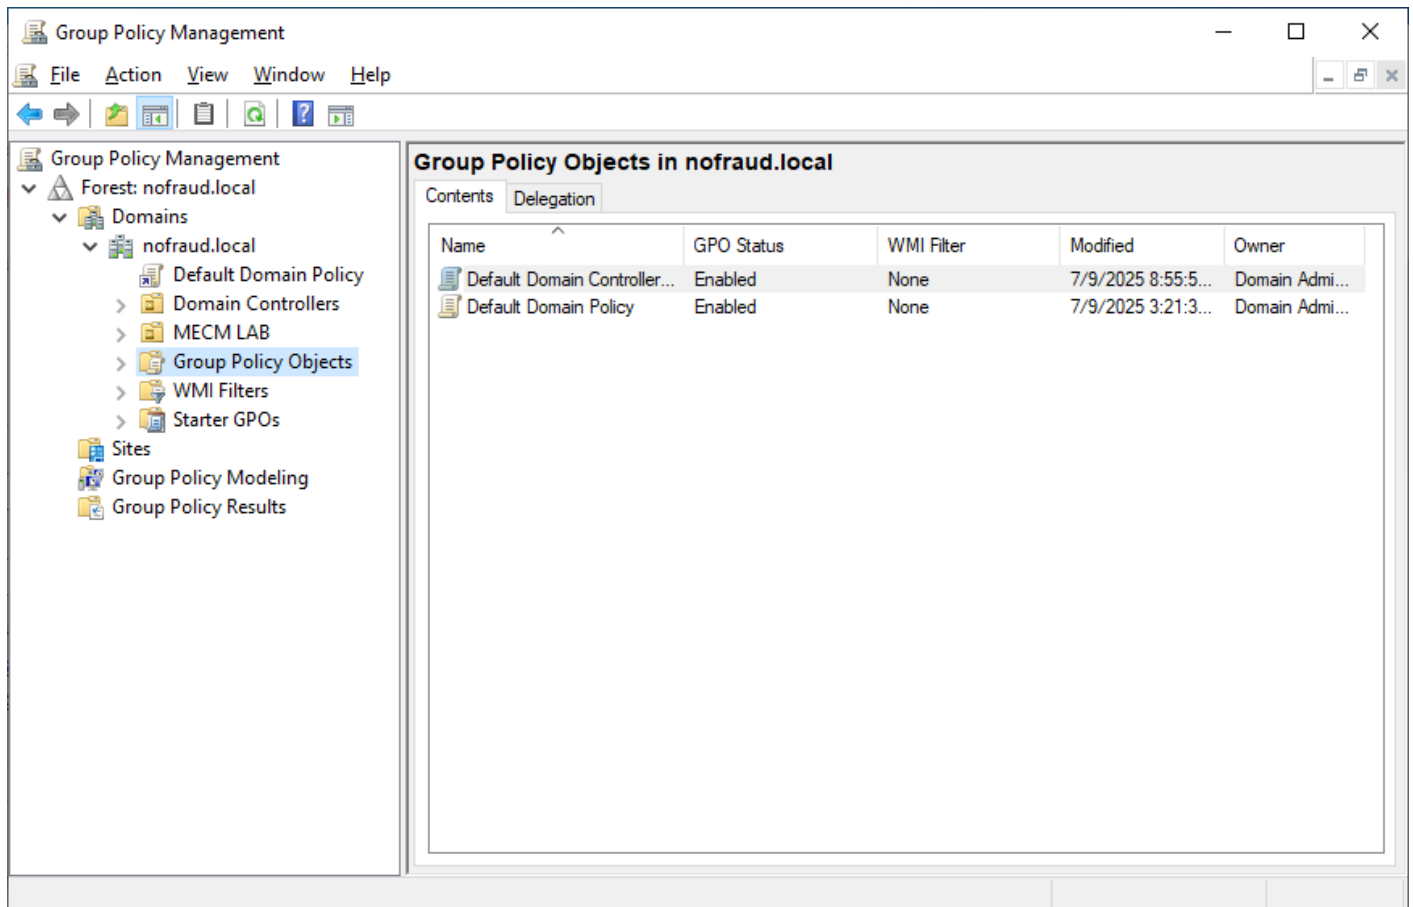 Group Policy Management
File Action View Window Help
Group Policy Management
Forest: nofraud.local
Domains
nofraud.local
Default Domain Policy
Domain Controllers
MECM LAB
Group Policy Objects
WMI Filters
Starter GPOs
Sites
Group Policy Modeling
Group Policy Results
Group Policy Objects in nofraud.local
Contents Delegation
Name GPO Status WMI Filter Modified Owner
Default Domain Controller... Enabled None 7/9/2025 8:55:5... Domain Admi...
Default Domain Policy Enabled None 7/9/2025 3:21:3... Domain Admi...